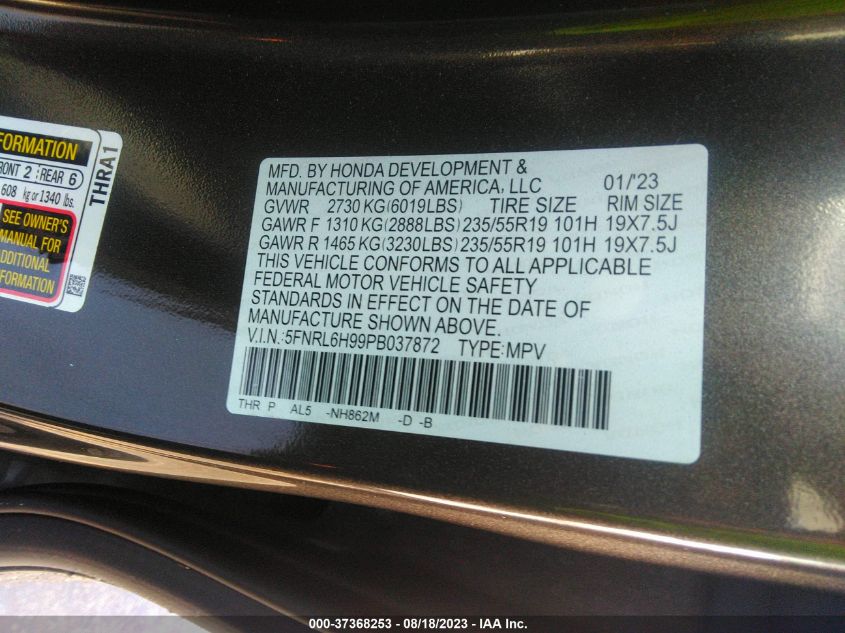 FORMATION
FRONT 2 REAR 6
608 kg or 1340 lbs.
SEE OWNER'S
MANUAL FOR
ADDITIONAL
INFORMATION
THRA1
MFD. BY HONDA DEVELOPMENT &
MANUFACTURING OF AMERICA, LLC 01/'23
GVWR 2730 KG(6019LBS) TIRE SIZE RIM SIZE
GAWR F 1310 KG(2888LBS) 235/55R19 101H 19X7.5J
GAWR R 1465 KG(3230LBS) 235/55R19 101H 19X7.5J
THIS VEHICLE CONFORMS TO ALL APPLICABLE
FEDERAL MOTOR VEHICLE SAFETY
STANDARDS IN EFFECT ON THE DATE OF
MANUFACTURE SHOWN ABOVE.
V.I.N.:5FNRL6H99PB037872 TYPE:MPV
THR P AL5 -NH862M -D -B
000-37368253 - 08/18/2023 - IAA Inc.